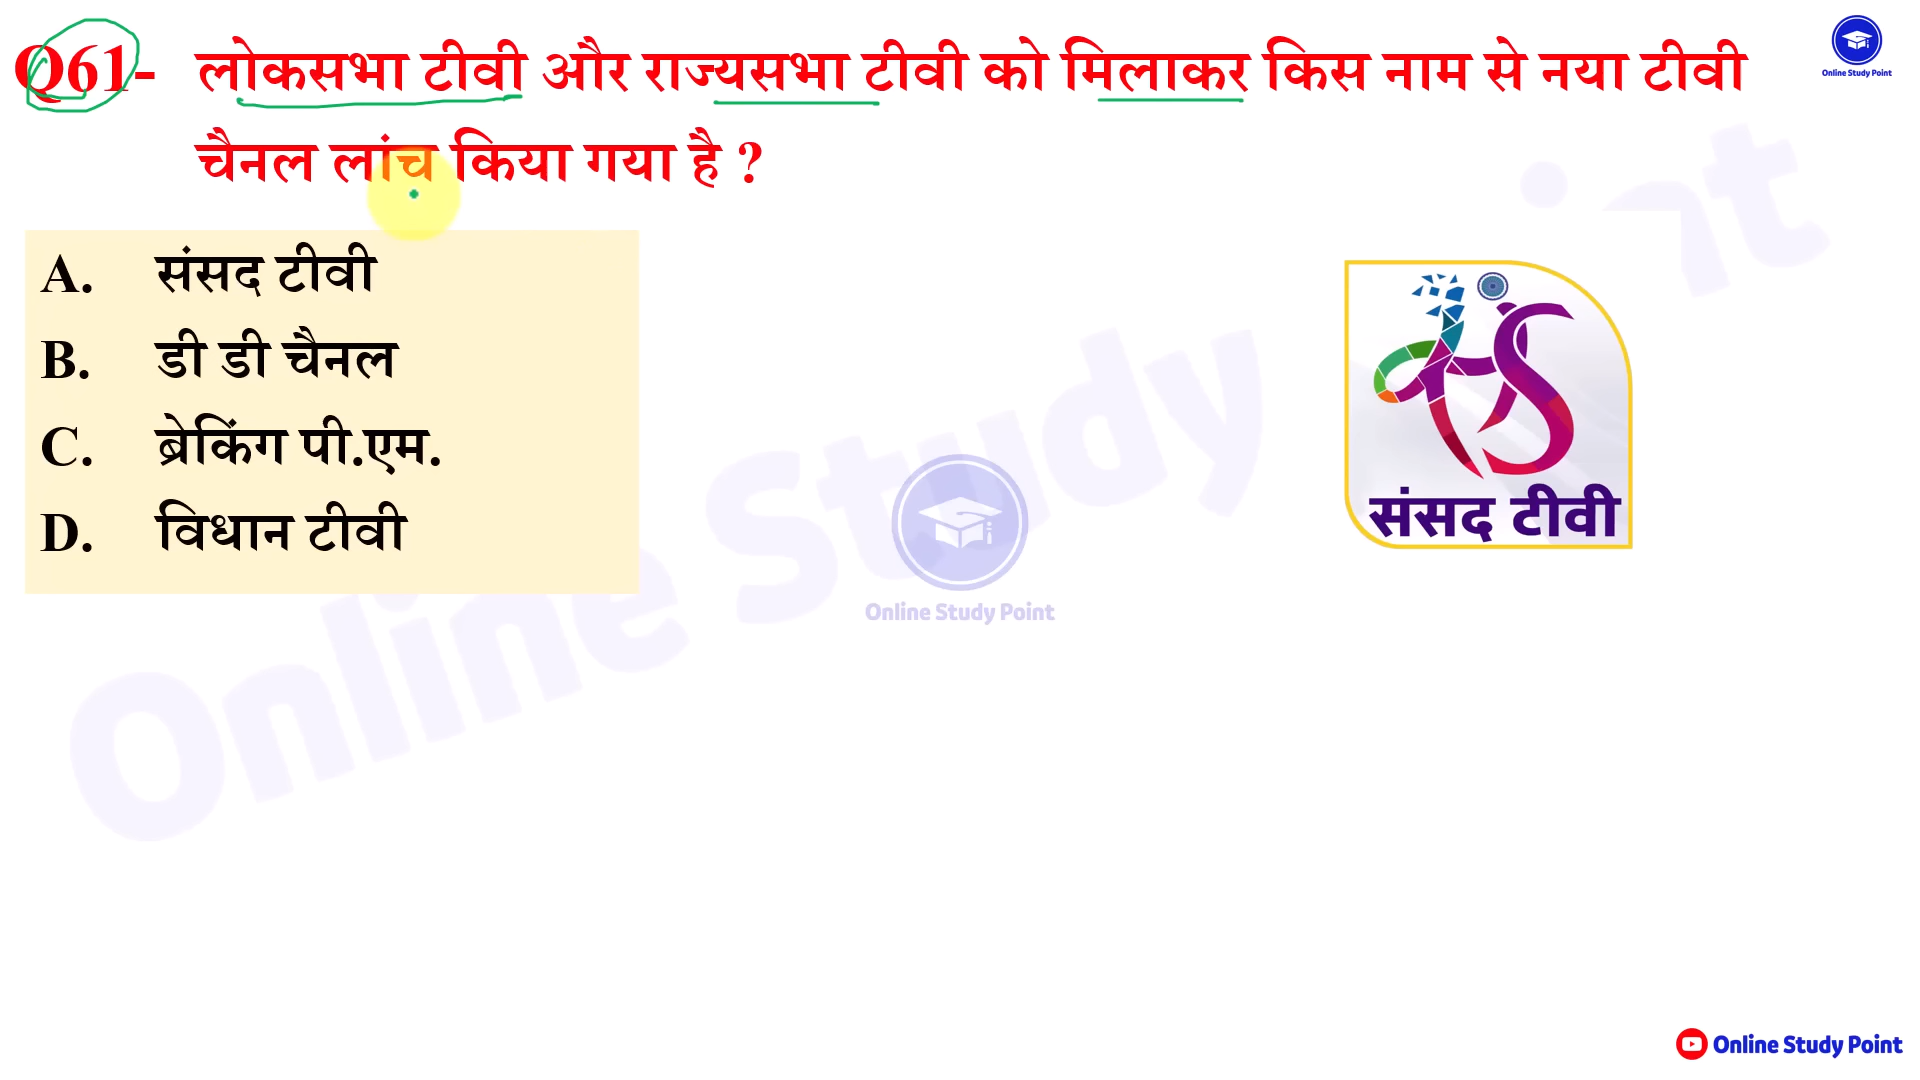 Q61- लोकसभा टीवी और राज्यसभा टीवी को मिलाकर किस नाम से नया टीवी
चैनल लांच किया गया है ?
Online Study Point
A. संसद टीवी
B. डी डी चैनल
C. ब्रेकिंग पी.एम.
D. विधान टीवी
संसद टीवी
Online Study Point
Online Study Point
Online Study Point